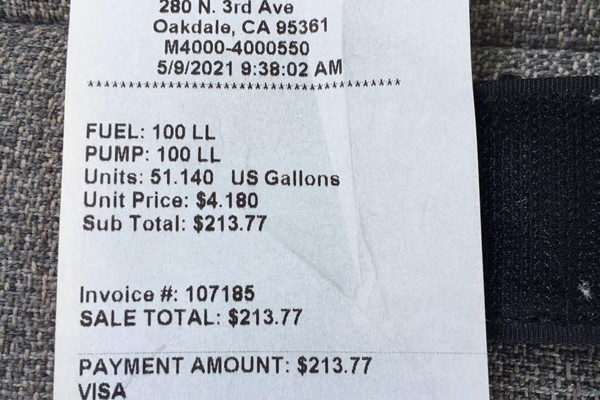 280 N. 3rd Ave
Oakdale, CA 95361
M4000-4000550
5/9/2021 9:38:02 AM
****************************************************
FUEL: 100 LL
PUMP: 100 LL
Units: 51.140 US Gallons
Unit Price: $4.180
Sub Total: $213.77
Invoice #: 107185
SALE TOTAL: $213.77
PAYMENT AMOUNT: $213.77
VISA